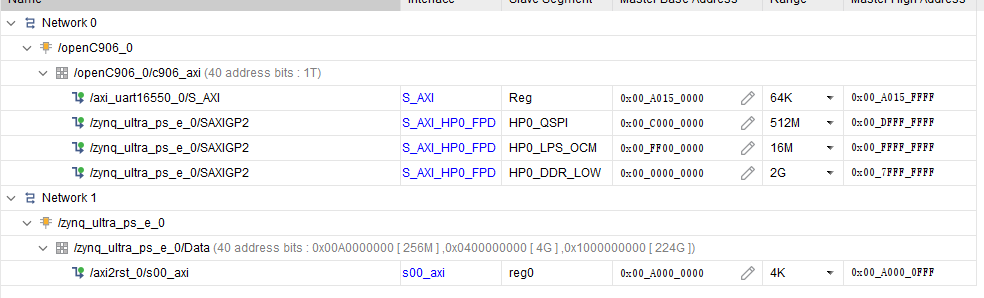 Name Interface Slave Segment Master Base Address Range Master High Address
Network 0
/openC906_0
/openC906_0/c906_axi (40 address bits : 1T)
/axi_uart16550_0/S_AXI S_AXI Reg 0x00_A015_0000 64K 0x00_A015_FFFF
/zynq_ultra_ps_e_0/SAXIGP2 S_AXI_HP0_FPD HP0_QSPI 0x00_C000_0000 512M 0x00_DFFF_FFFF
/zynq_ultra_ps_e_0/SAXIGP2 S_AXI_HP0_FPD HP0_LPS_OCM 0x00_FF00_0000 16M 0x00_FFFF_FFFF
/zynq_ultra_ps_e_0/SAXIGP2 S_AXI_HP0_FPD HP0_DDR_LOW 0x00_0000_0000 2G 0x00_7FFF_FFFF
Network 1
/zynq_ultra_ps_e_0
/zynq_ultra_ps_e_0/Data (40 address bits : 0x00A0000000 [ 256M ] ,0x0400000000 [ 4G ] ,0x1000000000 [ 224G ])
/axi2rst_0/s00_axi s00_axi reg0 0x00_A000_0000 4K 0x00_A000_0FFF